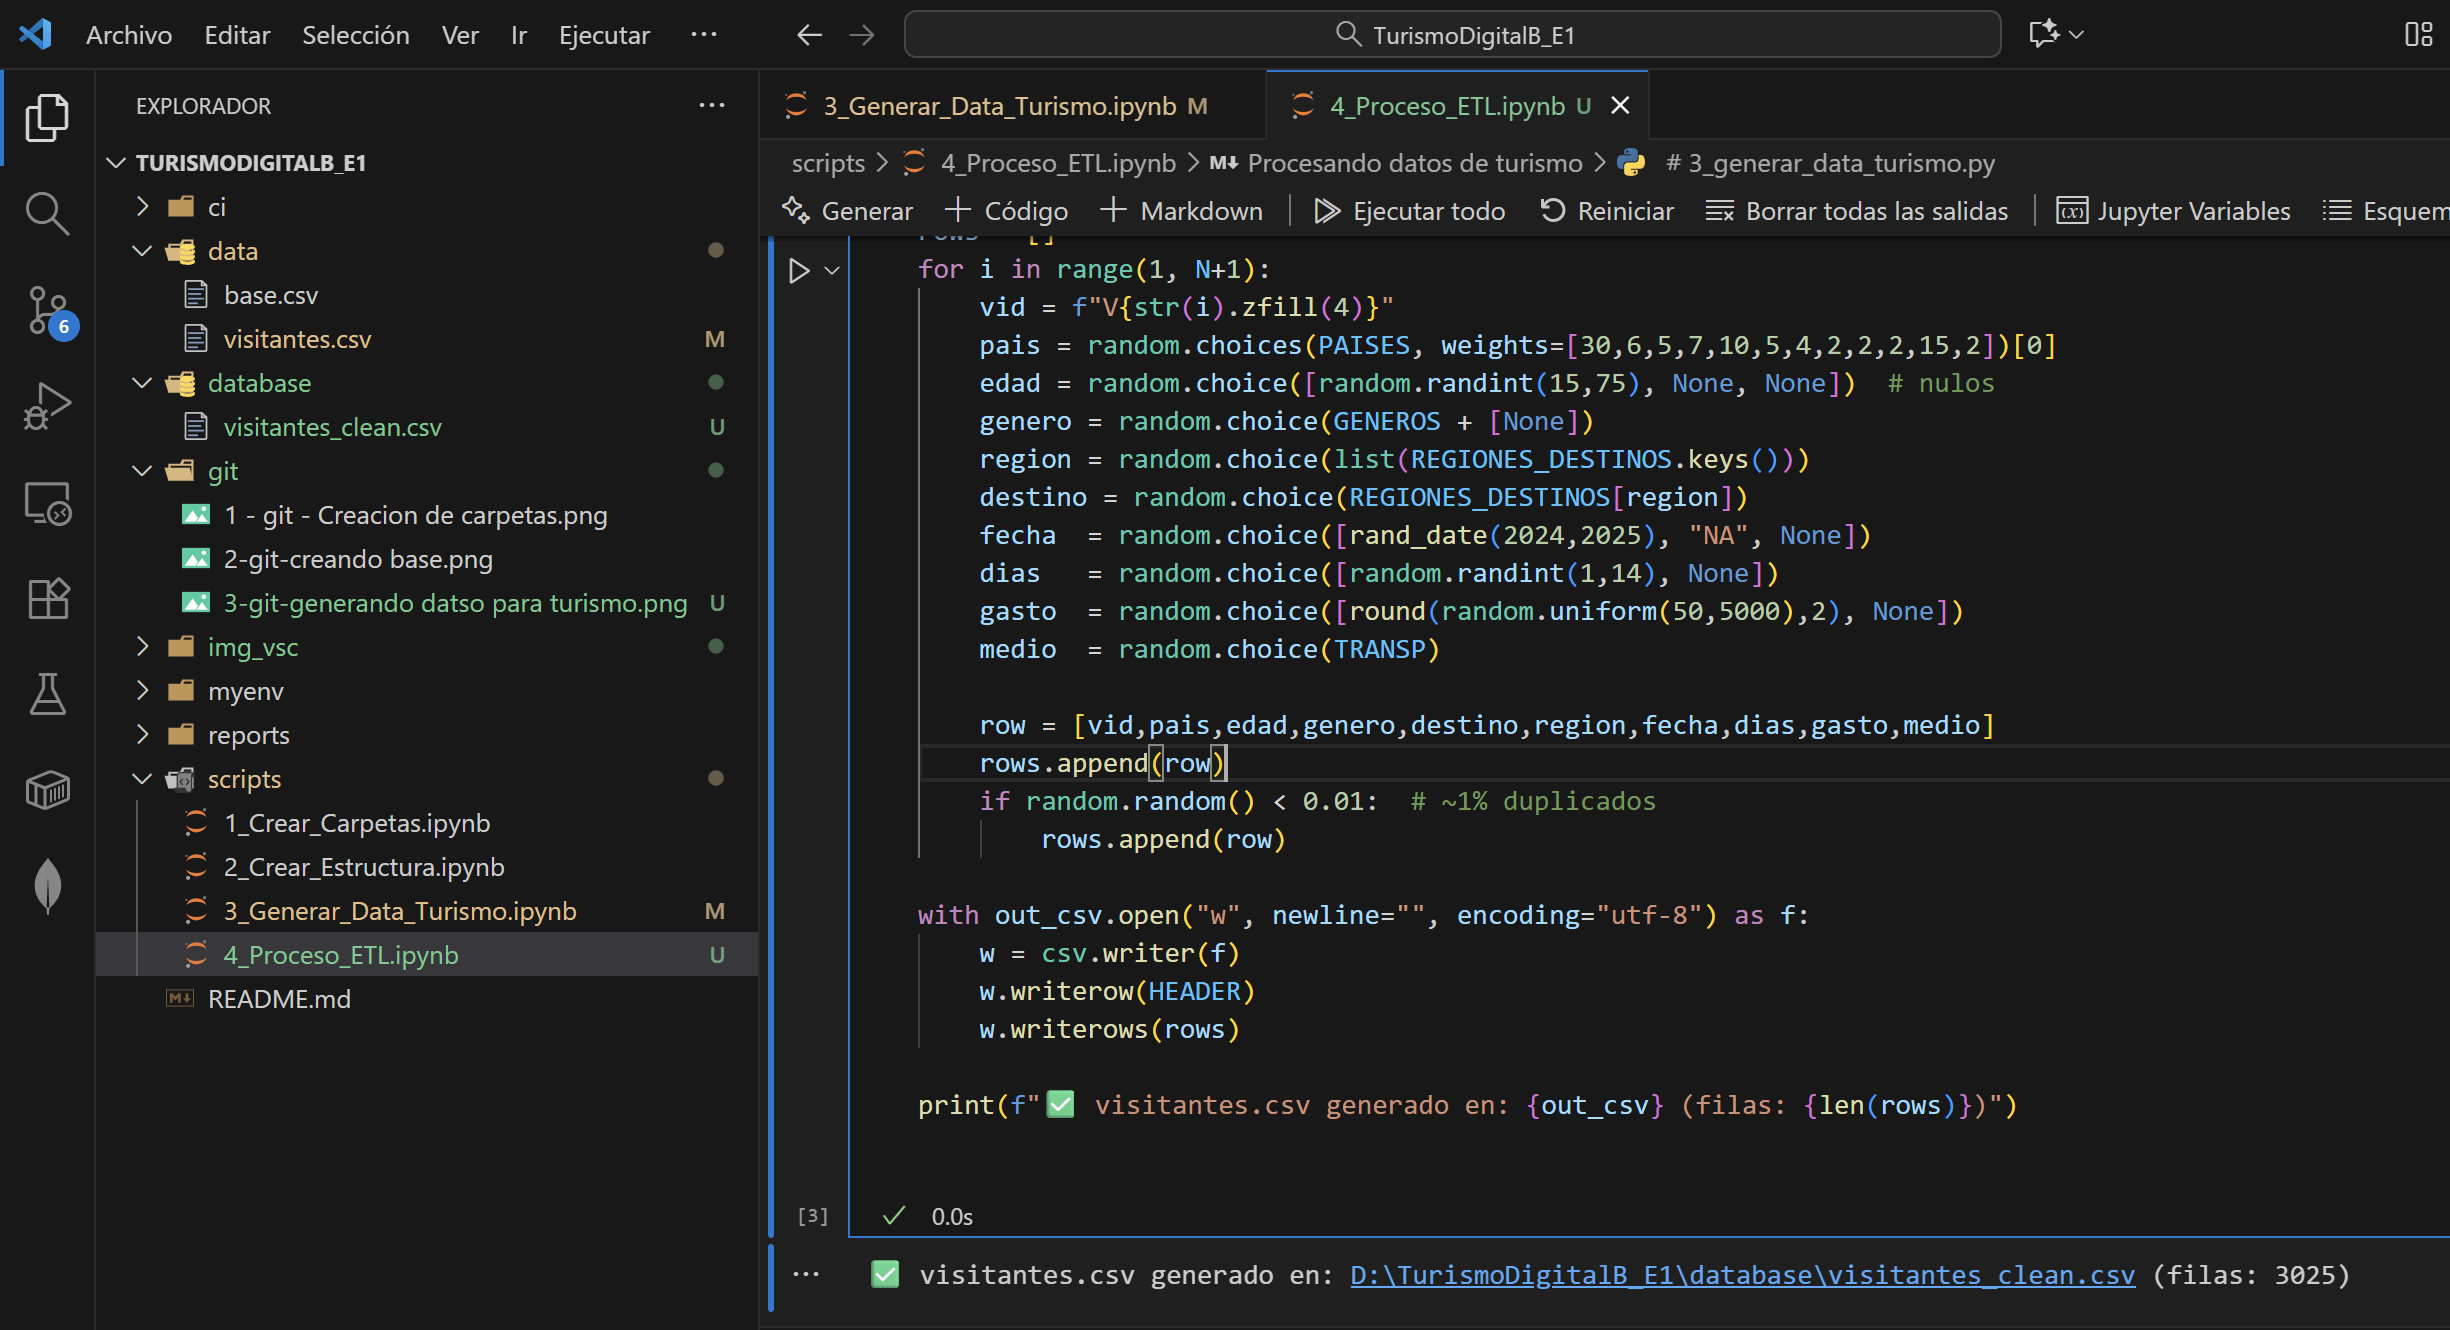 Archivo Editar Selección Ver Ir Ejecutar ···
TurismoDigitalB_E1
EXPLORADOR ···
TURISMODIGITALB_E1
ci
data
base.csv
visitantes.csv M
database
visitantes_clean.csv U
git
1 - git - Creacion de carpetas.png
2-git-creando base.png
3-git-generando datso para turismo.png U
img_vsc
myenv
reports
scripts
1_Crear_Carpetas.ipynb
2_Crear_Estructura.ipynb
3_Generar_Data_Turismo.ipynb M
4_Proceso_ETL.ipynb U
README.md
6
3_Generar_Data_Turismo.ipynb M
4_Proceso_ETL.ipynb U
scripts > 4_Proceso_ETL.ipynb > M↓ Procesando datos de turismo > # 3_generar_data_turismo.py
Generar + Código + Markdown Ejecutar todo Reiniciar Borrar todas las salidas Jupyter Variables Esquem
for i in range(1, N+1):
vid = f"V{str(i).zfill(4)}"
pais = random.choices(PAISES, weights=[30,6,5,7,10,5,4,2,2,2,15,2])[0]
edad = random.choice([random.randint(15,75), None, None]) # nulos
genero = random.choice(GENEROS + [None])
region = random.choice(list(REGIONES_DESTINOS.keys()))
destino = random.choice(REGIONES_DESTINOS[region])
fecha = random.choice([rand_date(2024,2025), "NA", None])
dias = random.choice([random.randint(1,14), None])
gasto = random.choice([round(random.uniform(50,5000),2), None])
medio = random.choice(TRANSP)
row = [vid,pais,edad,genero,destino,region,fecha,dias,gasto,medio]
rows.append(row)
if random.random() < 0.01: # ~1% duplicados
rows.append(row)
with out_csv.open("w", newline="", encoding="utf-8") as f:
w = csv.writer(f)
w.writerow(HEADER)
w.writerows(rows)
print(f"✅ visitantes.csv generado en: {out_csv} (filas: {len(rows)})")
[3] ✓ 0.0s
··· ✅ visitantes.csv generado en: D:\TurismoDigitalB_E1\database\visitantes_clean.csv (filas: 3025)